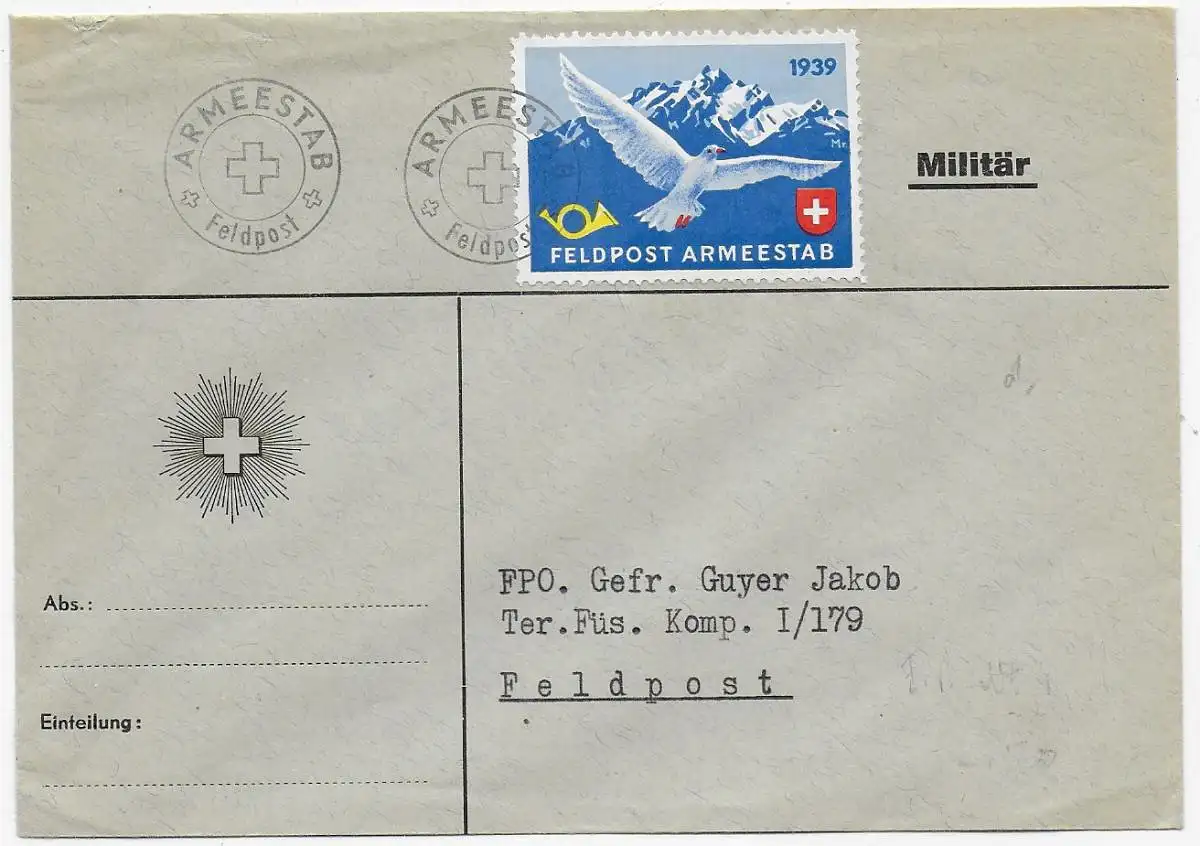 ARMEESTAB
Feldpost
ARMEESTAB
Feldpost
1939
Mr.
FELDPOST ARMEESTAB
Militär
Abs.:
Einteilung:
FPO. Gefr. Guyer Jakob
Ter.Füs. Komp. I/179
Feldpost